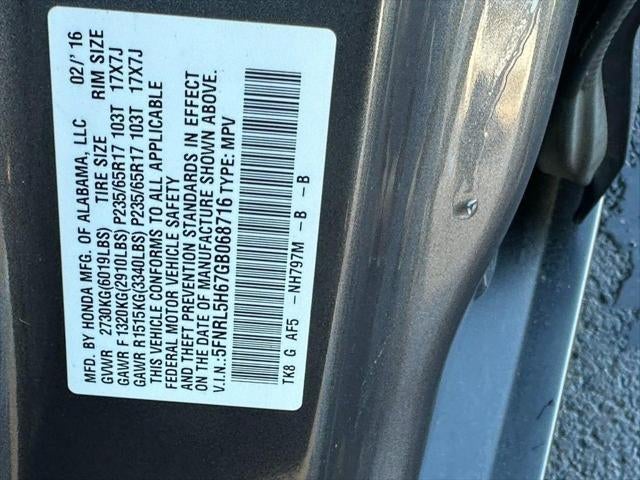 MFD. BY HONDA MFG. OF ALABAMA, LLC 02/'16
GVWR 2730KG(6019LBS) TIRE SIZE RIM SIZE
GAWR F 1320KG(2910LBS) P235/65R17 103T 17X7J
GAWR R1515KG(3340LBS) P235/65R17 103T 17X7J
THIS VEHICLE CONFORMS TO ALL APPLICABLE
FEDERAL MOTOR VEHICLE SAFETY
AND THEFT PREVENTION STANDARDS IN EFFECT
ON THE DATE OF MANUFACTURE SHOWN ABOVE.
V.I.N.:5FNRL5H67GB068716 TYPE: MPV
TK8 G AF5 -NH797M -B -B